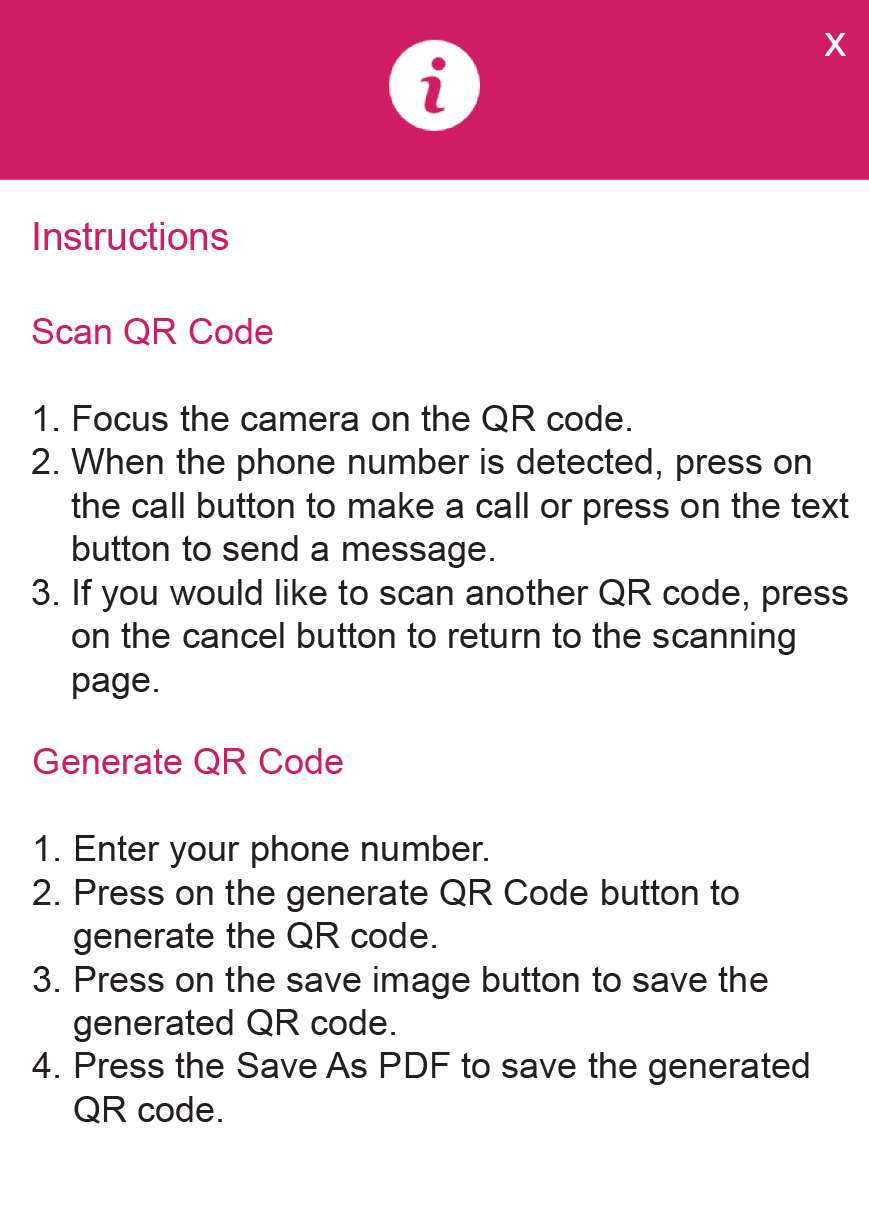 X
i
Instructions
Scan QR Code
1. Focus the camera on the QR code.
2. When the phone number is detected, press on
the call button to make a call or press on the text
button to send a message.
3. If you would like to scan another QR code, press
on the cancel button to return to the scanning
page.
Generate QR Code
1. Enter your phone number.
2. Press on the generate QR Code button to
generate the QR code.
3. Press on the save image button to save the
generated QR code.
4. Press the Save As PDF to save the generated
QR code.